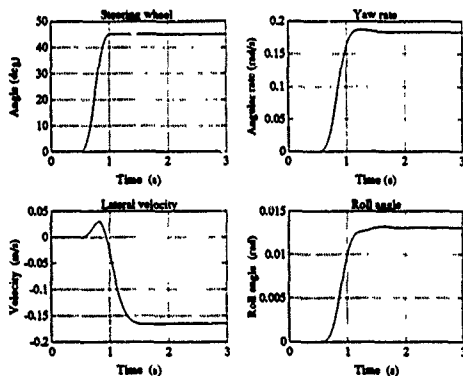 Steering wheel
50
40
30
20
10
0
0 1 2 3
Angle (deg)
Time (s)
Yaw rate
0.2
0.15
0.1
0.05
0
0 1 2 3
Angular rate (rad/s)
Time (s)
Lateral velocity
0.05
0
-0.05
-0.1
-0.15
-0.2
0 1 2 3
Velocity (m/s)
Time (s)
Roll angle
0.015
0.01
0.005
0
0 1 2 3
Roll angle (rad)
Time (s)